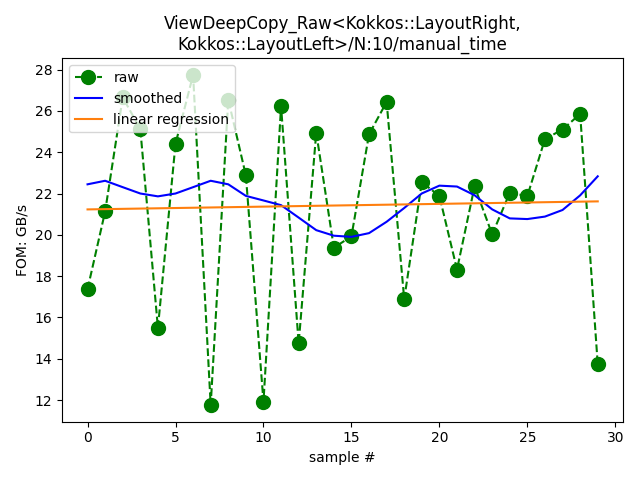 ViewDeepCopy_Raw<Kokkos::LayoutRight,
Kokkos::LayoutLeft>/N:10/manual_time
raw
smoothed
linear regression
FOM: GB/s
28
26
24
22
20
18
16
14
12
0
5
10
15
20
25
30
sample #